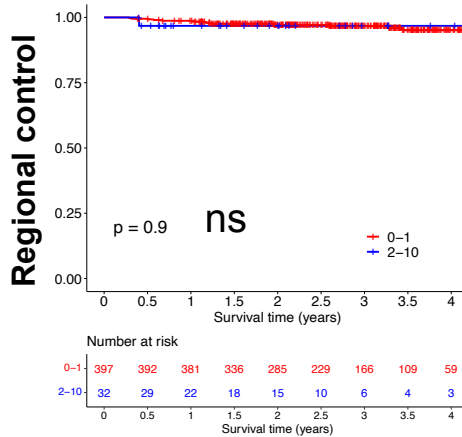 Regional control
1.00
0.75
0.50
0.25
0.00
p = 0.9
ns
0−1
2−10
0 0.5 1 1.5 2 2.5 3 3.5 4
Survival time (years)
Number at risk
0−1 397 392 381 336 285 229 166 109 59
2−10 32 29 22 18 15 10 6 4 3
0 0.5 1 1.5 2 2.5 3 3.5 4
Survival time (years)